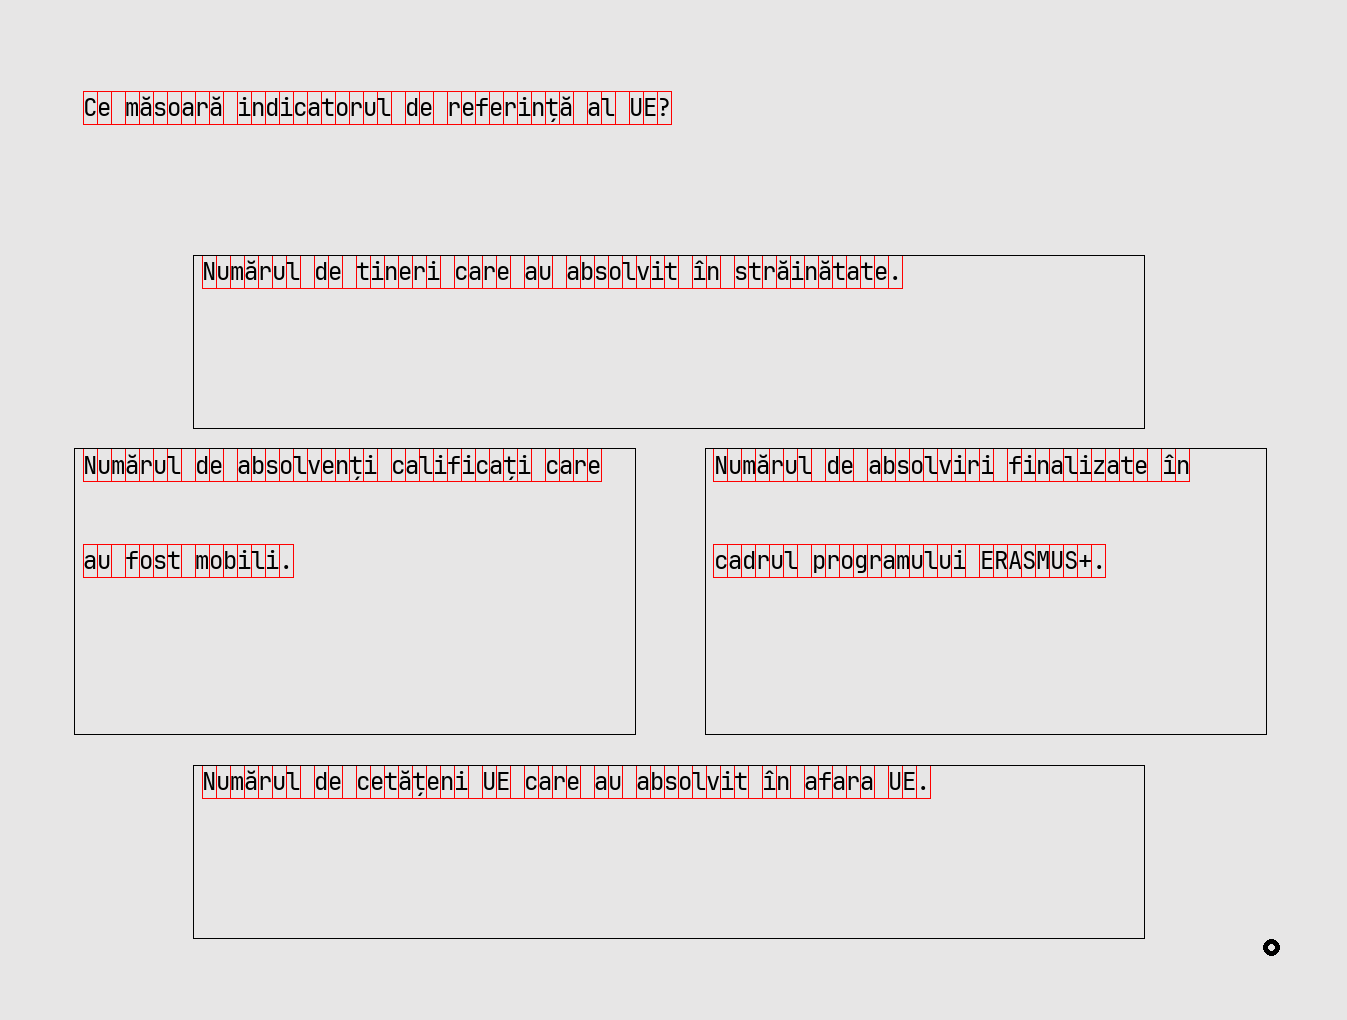 Ce măsoară indicatorul de referință al UE?
Numărul de tineri care au absolvit în străinătate.
Numărul de absolvenți calificați care
au fost mobili.
Numărul de absolviri finalizate în
cadrul programului ERASMUS+.
Numărul de cetățeni UE care au absolvit în afara UE.